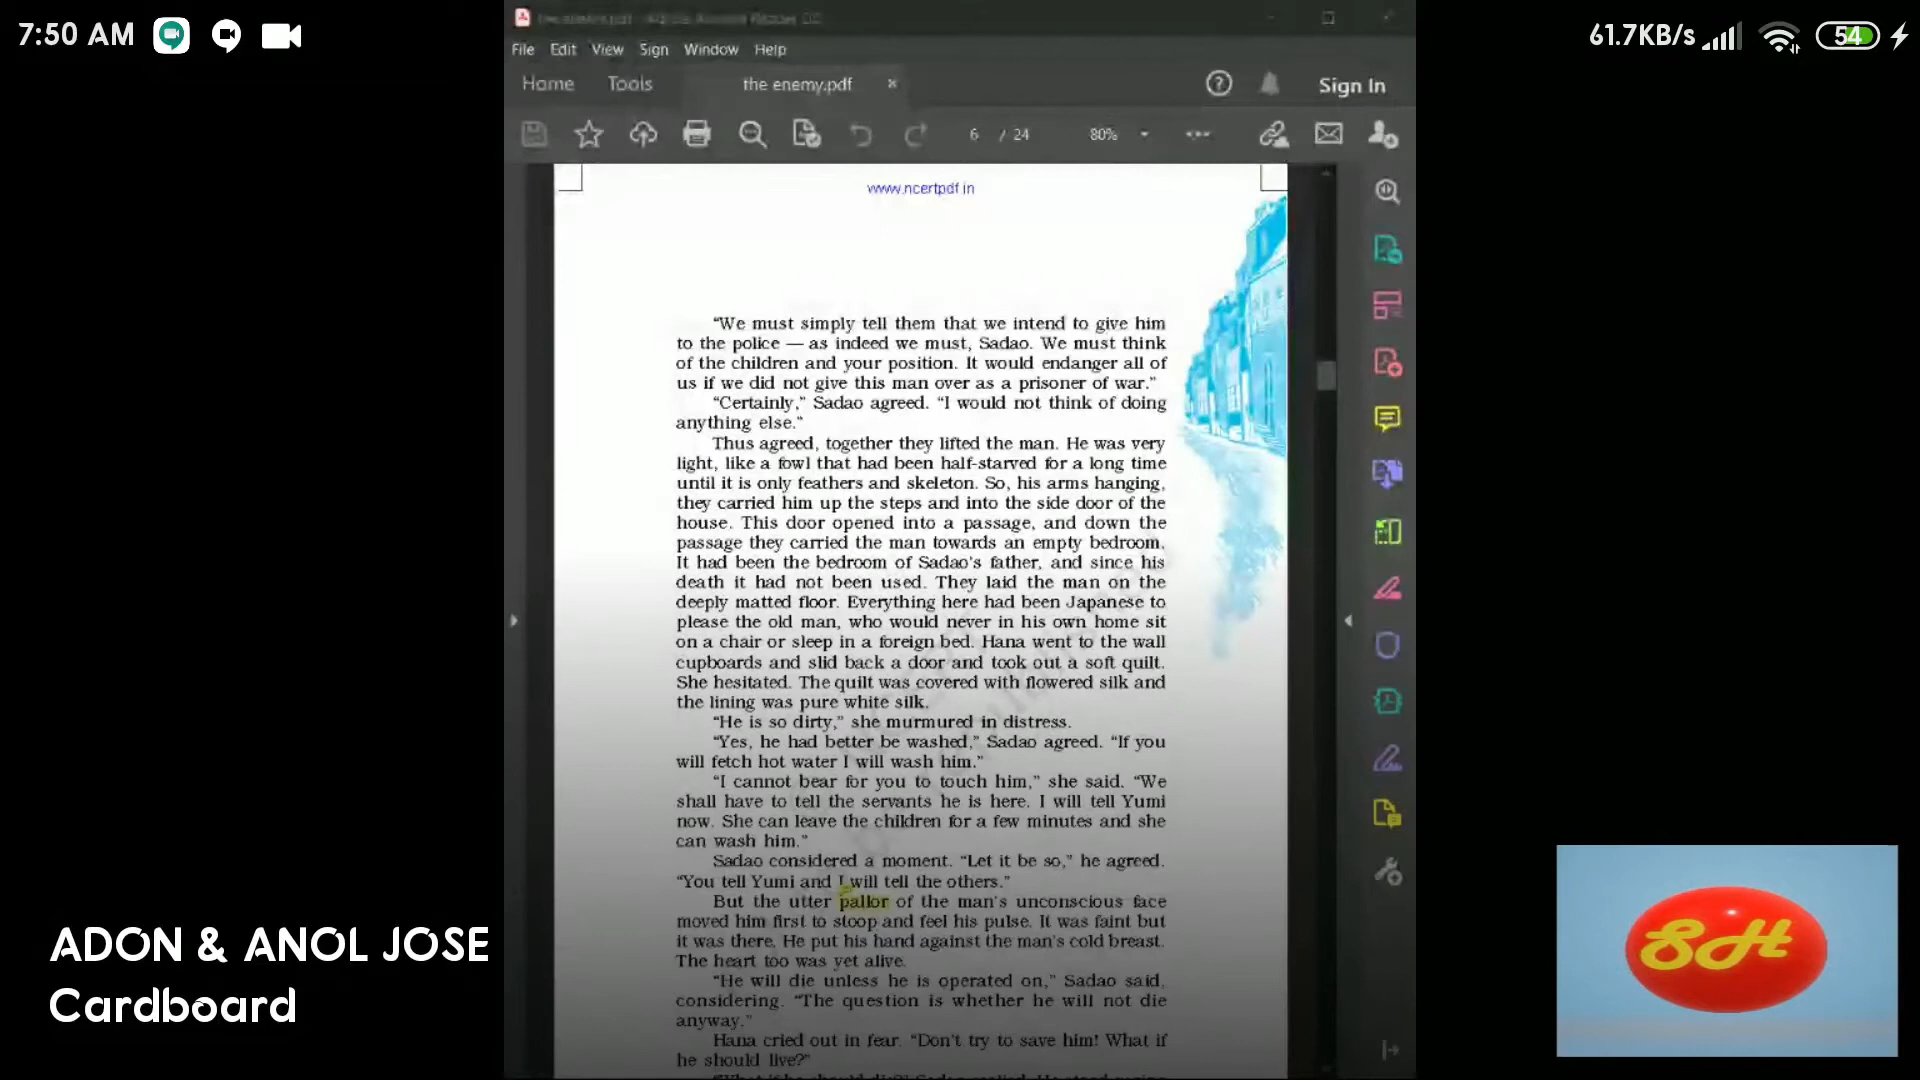 7:50 AM
61.7KB/s
54
File Edit View Sign Window Help
Home Tools the enemy.pdf × Sign In
6 / 24 80%
www.ncertpdf.in
“We must simply tell them that we intend to give him
to the police — as indeed we must, Sadao. We must think
of the children and your position. It would endanger all of
us if we did not give this man over as a prisoner of war.”
“Certainly,” Sadao agreed. “I would not think of doing
anything else.”
Thus agreed, together they lifted the man. He was very
light, like a fowl that had been half-starved for a long time
until it is only feathers and skeleton. So, his arms hanging,
they carried him up the steps and into the side door of the
house. This door opened into a passage, and down the
passage they carried the man towards an empty bedroom.
It had been the bedroom of Sadao’s father, and since his
death it had not been used. They laid the man on the
deeply matted floor. Everything here had been Japanese to
please the old man, who would never in his own home sit
on a chair or sleep in a foreign bed. Hana went to the wall
cupboards and slid back a door and took out a soft quilt.
She hesitated. The quilt was covered with flowered silk and
the lining was pure white silk.
“He is so dirty,” she murmured in distress.
“Yes, he had better be washed,” Sadao agreed. “If you
will fetch hot water I will wash him.”
“I cannot bear for you to touch him,” she said. “We
shall have to tell the servants he is here. I will tell Yumi
now. She can leave the children for a few minutes and she
can wash him.”
Sadao considered a moment. “Let it be so,” he agreed.
“You tell Yumi and I will tell the others.”
But the utter pallor of the man’s unconscious face
moved him first to stoop and feel his pulse. It was faint but
it was there. He put his hand against the man’s cold breast.
The heart too was yet alive.
“He will die unless he is operated on,” Sadao said,
considering. “The question is whether he will not die
anyway.”
Hana cried out in fear. “Don’t try to save him! What if
he should live?”
ADON & ANOL JOSE
Cardboard
SH